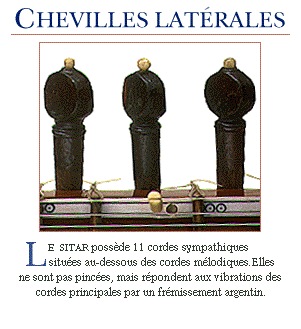 CHEVILLES LATÉRALES
LE SITAR possède 11 cordes sympathiques
situées au-dessous des cordes mélodiques. Elles
ne sont pas pincées, mais répondent aux vibrations des
cordes principales par un frémissement argentin.